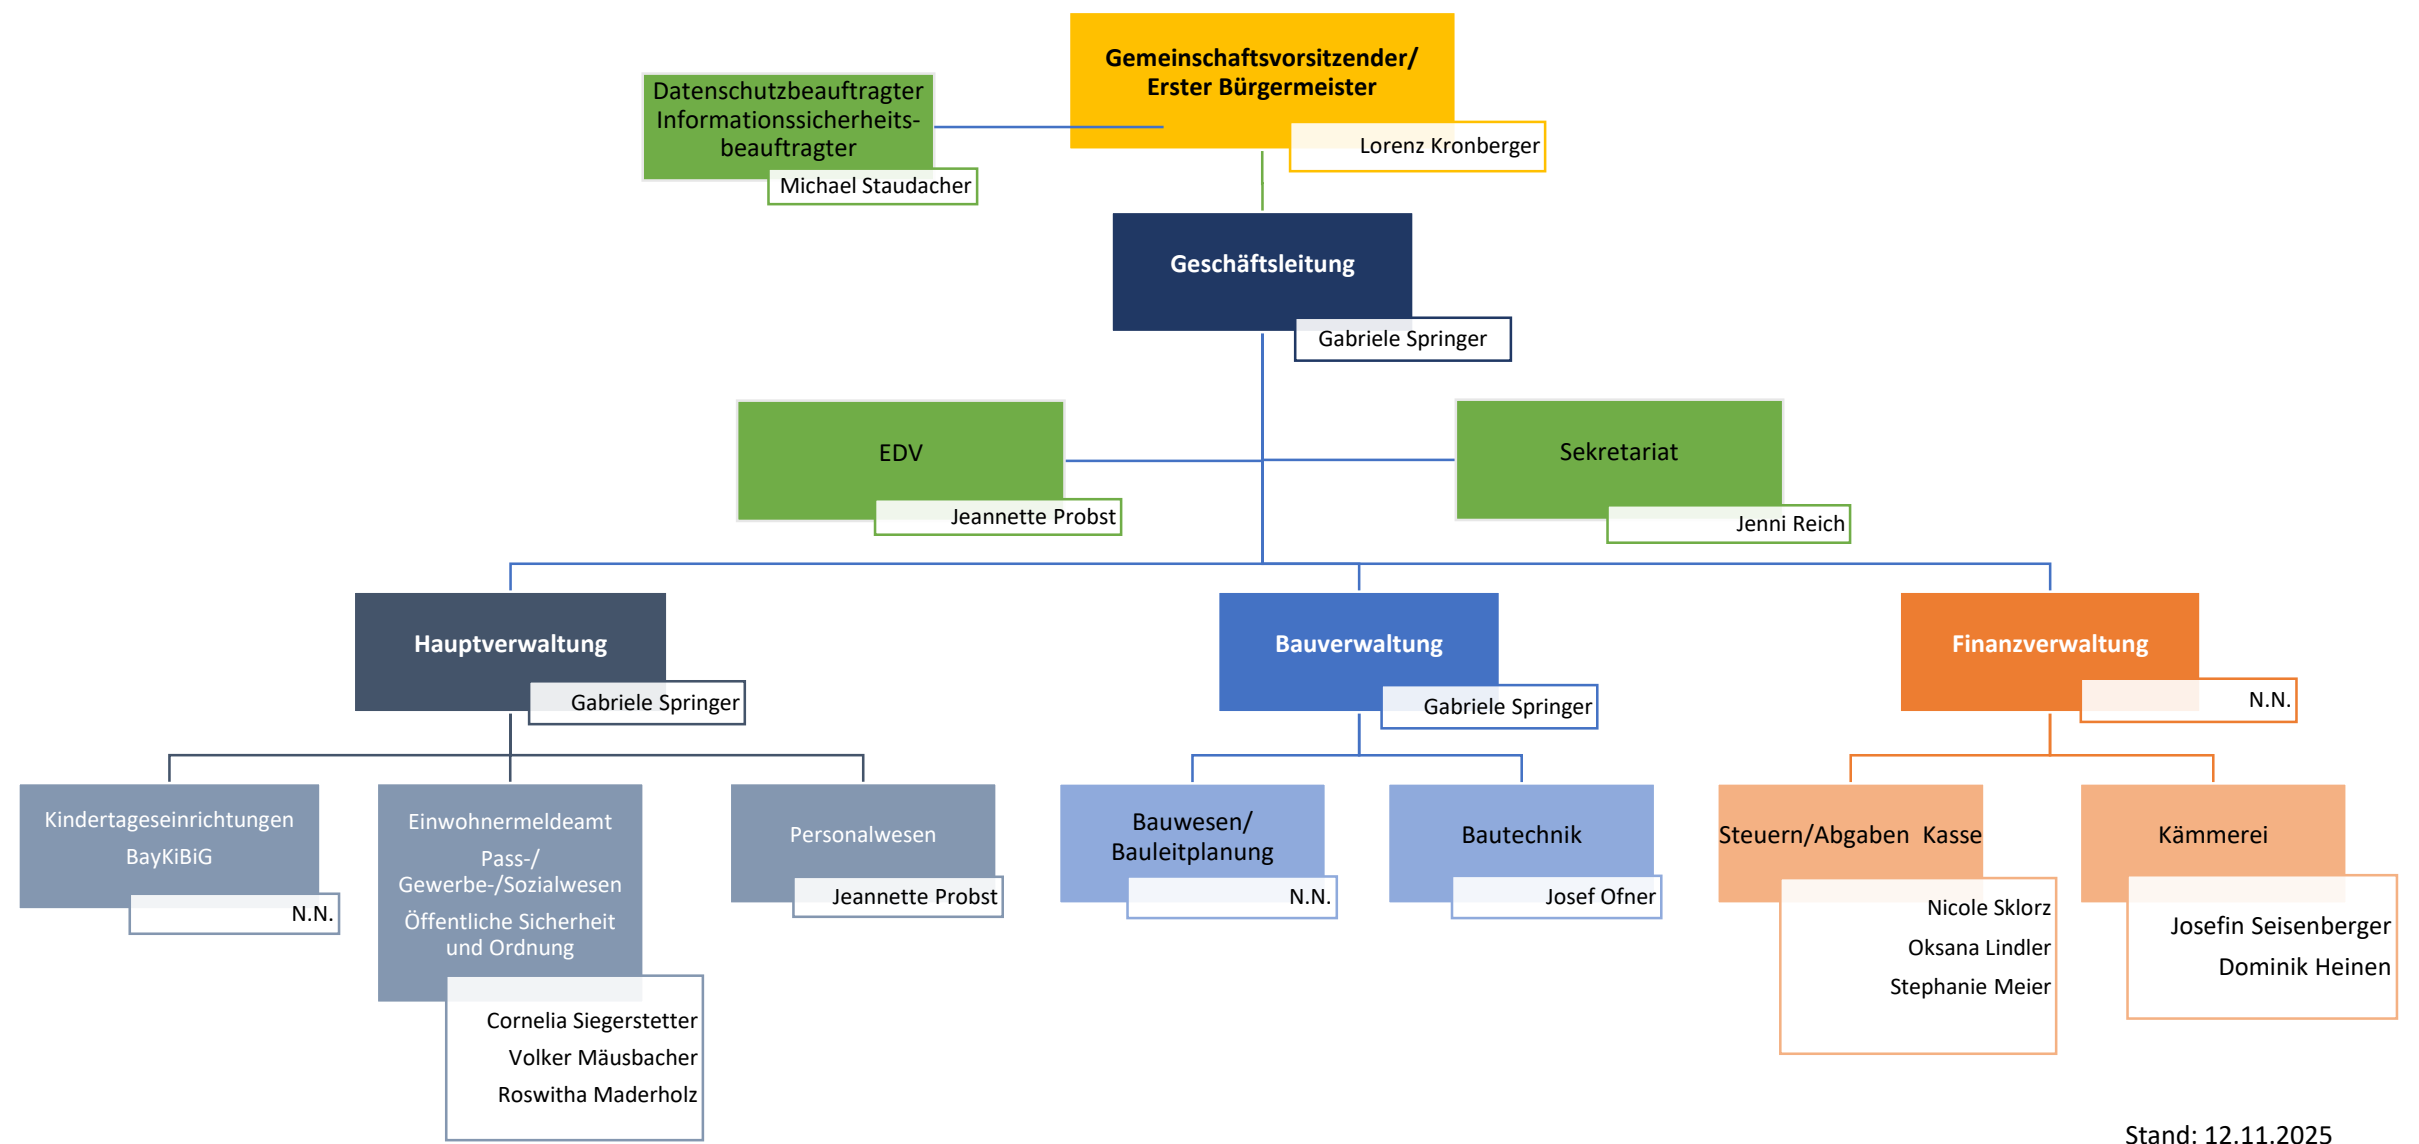 Gemeinschaftsvorsitzender/
Erster Bürgermeister
Lorenz Kronberger
Datenschutzbeauftragter
Informationssicherheits-
beauftragter
Michael Staudacher
Geschäftsleitung
Gabriele Springer
EDV
Jeannette Probst
Sekretariat
Jenni Reich
Hauptverwaltung
Gabriele Springer
Bauverwaltung
Gabriele Springer
Finanzverwaltung
N.N.
Kindertageseinrichtungen
BayKiBiG
N.N.
Einwohnermeldeamt
Pass-/
Gewerbe-/Sozialwesen
Öffentliche Sicherheit
und Ordnung
Cornelia Siegerstetter
Volker Mäusbacher
Roswitha Maderholz
Personalwesen
Jeannette Probst
Bauwesen/
Bauleitplanung
N.N.
Bautechnik
Josef Ofner
Steuern/Abgaben Kasse
Nicole Sklorz
Oksana Lindler
Stephanie Meier
Kämmerei
Josefin Seisenberger
Dominik Heinen
Stand: 12.11.2025